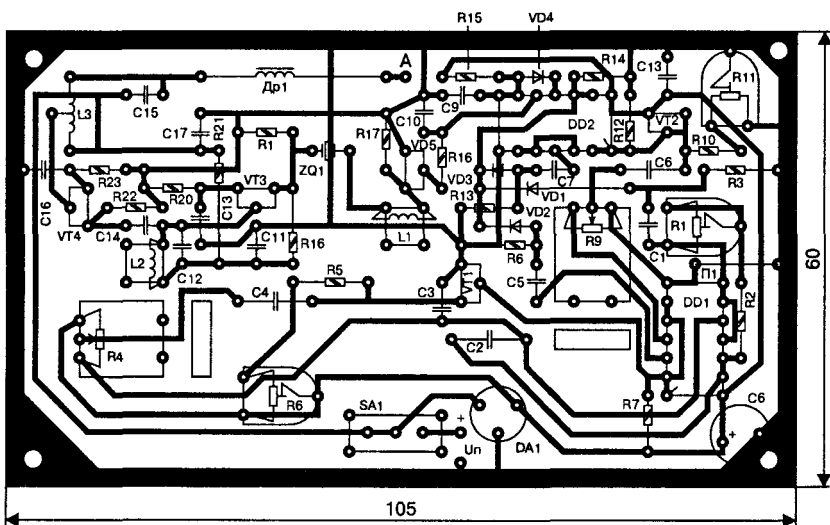 R15 VD4
A R14 C13
R11
Др1 C9
L3 C15 C10 DD2 R12 VT2
C17 R21 R1 R17 VD5
ZQ1 R16 VD3 C7 C6 R10
R23 R3
R20 VT3 R13 VD1
C16 R22 C13
VT4 C14 C11 R16 L1 VD2 R9 C1 R1
L2 R6
C12 П1
R5 VT1 C5 DD1
C4 C3 R2
60
R4 C2
R6 R7 C6
SA1 +
Un DA1 +
105